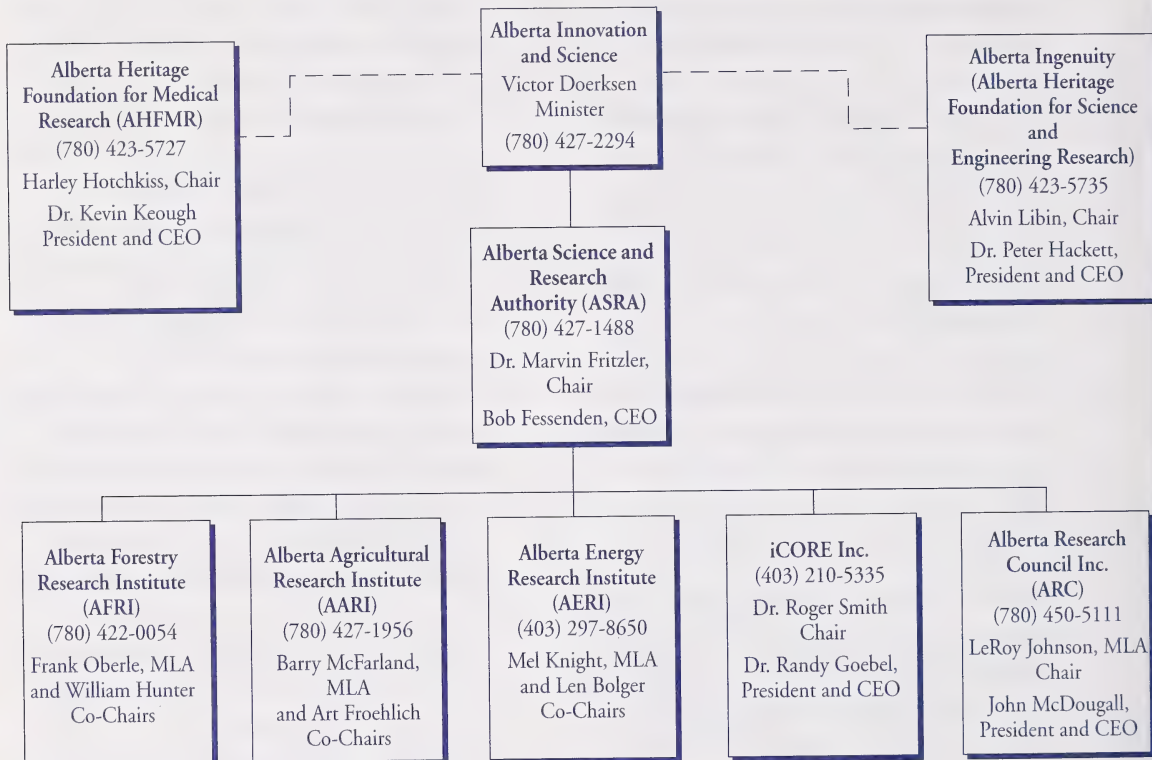 Alberta Heritage
Foundation for Medical
Research (AHFMR)
(780) 423-5727
Harley Hotchkiss, Chair
Dr. Kevin Keough
President and CEO
Alberta Innovation
and Science
Victor Doerksen
Minister
(780) 427-2294
Alberta Ingenuity
(Alberta Heritage
Foundation for Science
and
Engineering Research)
(780) 423-5735
Alvin Libin, Chair
Dr. Peter Hackett,
President and CEO
Alberta Science and
Research
Authority (ASRA)
(780) 427-1488
Dr. Marvin Fritzler,
Chair
Bob Fessenden, CEO
Alberta Forestry
Research Institute
(AFRI)
(780) 422-0054
Frank Oberle, MLA
and William Hunter
Co-Chairs
Alberta Agricultural
Research Institute
(AARI)
(780) 427-1956
Barry McFarland,
MLA
and Art Froehlich
Co-Chairs
Alberta Energy
Research Institute
(AERI)
(403) 297-8650
Mel Knight, MLA
and Len Bolger
Co-Chairs
iCORE Inc.
(403) 210-5335
Dr. Roger Smith
Chair
Dr. Randy Goebel,
President and CEO
Alberta Research
Council Inc.
(ARC)
(780) 450-5111
LeRoy Johnson, MLA
Chair
John McDougall,
President and CEO